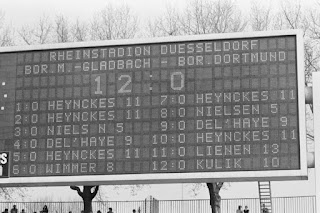 RHEINSTADION DUESSELDORF
BOR.M.-GLADBACH - BOR.DORTMUND
12:0
1:0 HEYNCKES 11 7:0 HEYNCKES 11
2:0 HEYNCKES 11 8:0 NIELSEN 5
3:0 NIELS N 5 9:0 DEL'HAYE 9
4:0 DEL'HAYE 9 10:0 HEYNCKES 11
5:0 HEYNCKES 11 11:0 LIENEN 13
6:0 WIMMER 8 12:0 KULIK 10